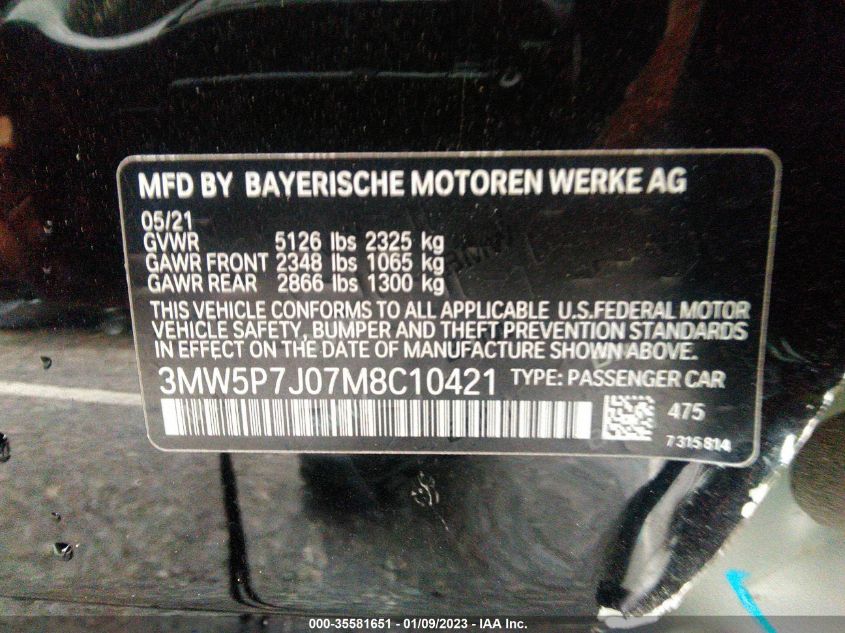 MFD BY BAYERISCHE MOTOREN WERKE AG
05/21
GVWR 5126 lbs 2325 kg
GAWR FRONT 2348 lbs 1065 kg
GAWR REAR 2866 lbs 1300 kg
THIS VEHICLE CONFORMS TO ALL APPLICABLE U.S.FEDERAL MOTOR
VEHICLE SAFETY, BUMPER AND THEFT PREVENTION STANDARDS
IN EFFECT ON THE DATE OF MANUFACTURE SHOWN ABOVE.
3MW5P7J07M8C10421 TYPE: PASSENGER CAR
475
7315814
000-35581651 - 01/09/2023 - IAA Inc.